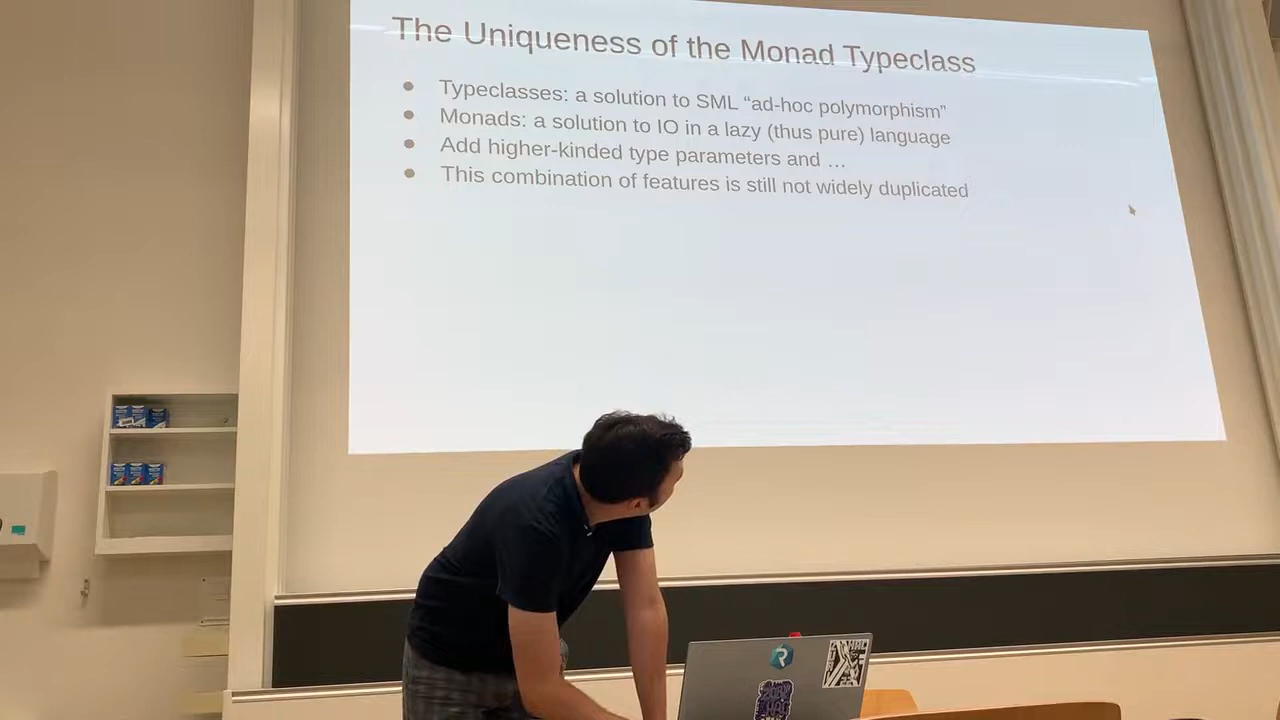 The Uniqueness of the Monad Typeclass
Typeclasses: a solution to SML “ad-hoc polymorphism”
Monads: a solution to IO in a lazy (thus pure) language
Add higher-kinded type parameters and …
This combination of features is still not widely duplicated
R